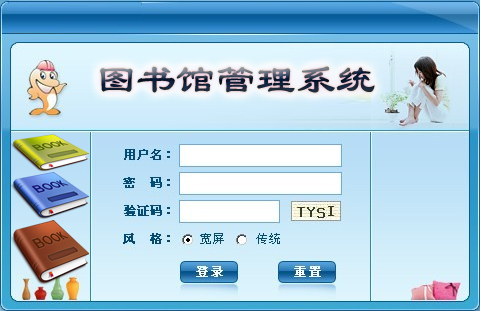 图书馆管理系统
BOOK
BOOK
BOOK
用户名：
密　码：
验证码： TYSI
风　格： 宽屏 传统
登录 重置